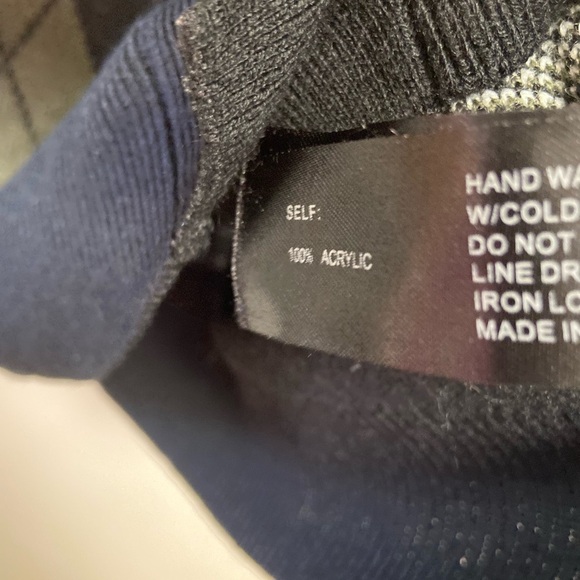 SELF:
100% ACRYLIC
HAND WA
W/COLD
DO NOT
LINE DR
IRON LO
MADE IN